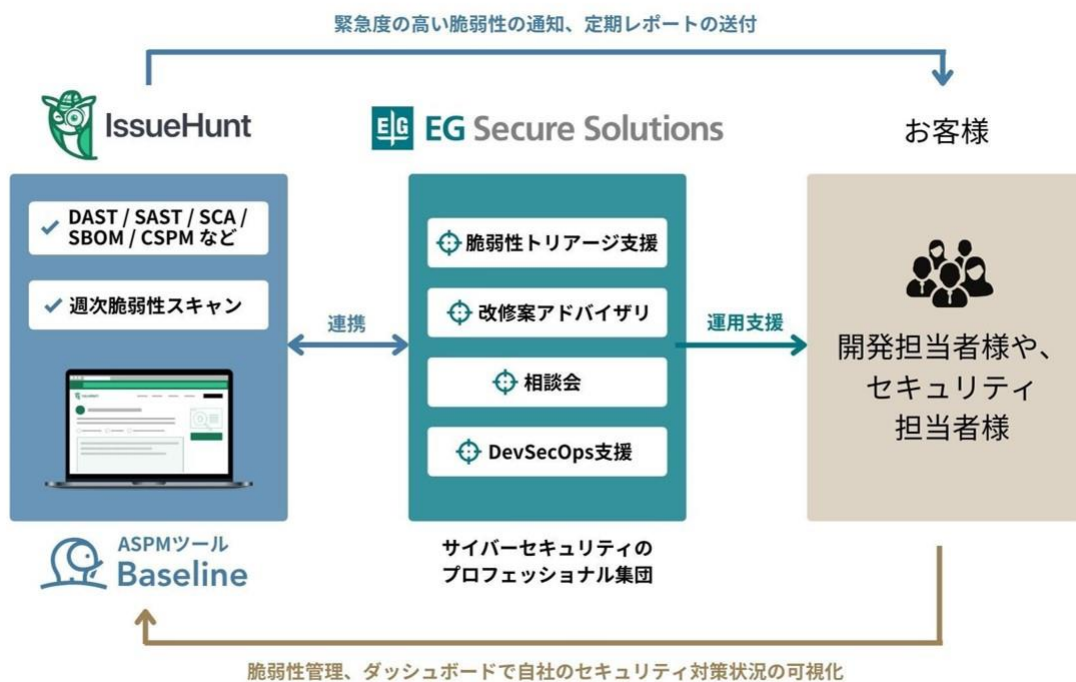 緊急度の高い脆弱性の通知、定期レポートの送付
IssueHunt
EG EG Secure Solutions
お客様
DAST / SAST / SCA /
SBOM / CSPM など
週次脆弱性スキャン
連携
脆弱性トリアージ支援
改修案アドバイザリ
相談会
DevSecOps支援
運用支援
開発担当者様や、
セキュリティ
担当者様
ASPMツール
Baseline
サイバーセキュリティの
プロフェッショナル集団
脆弱性管理、ダッシュボードで自社のセキュリティ対策状況の可視化